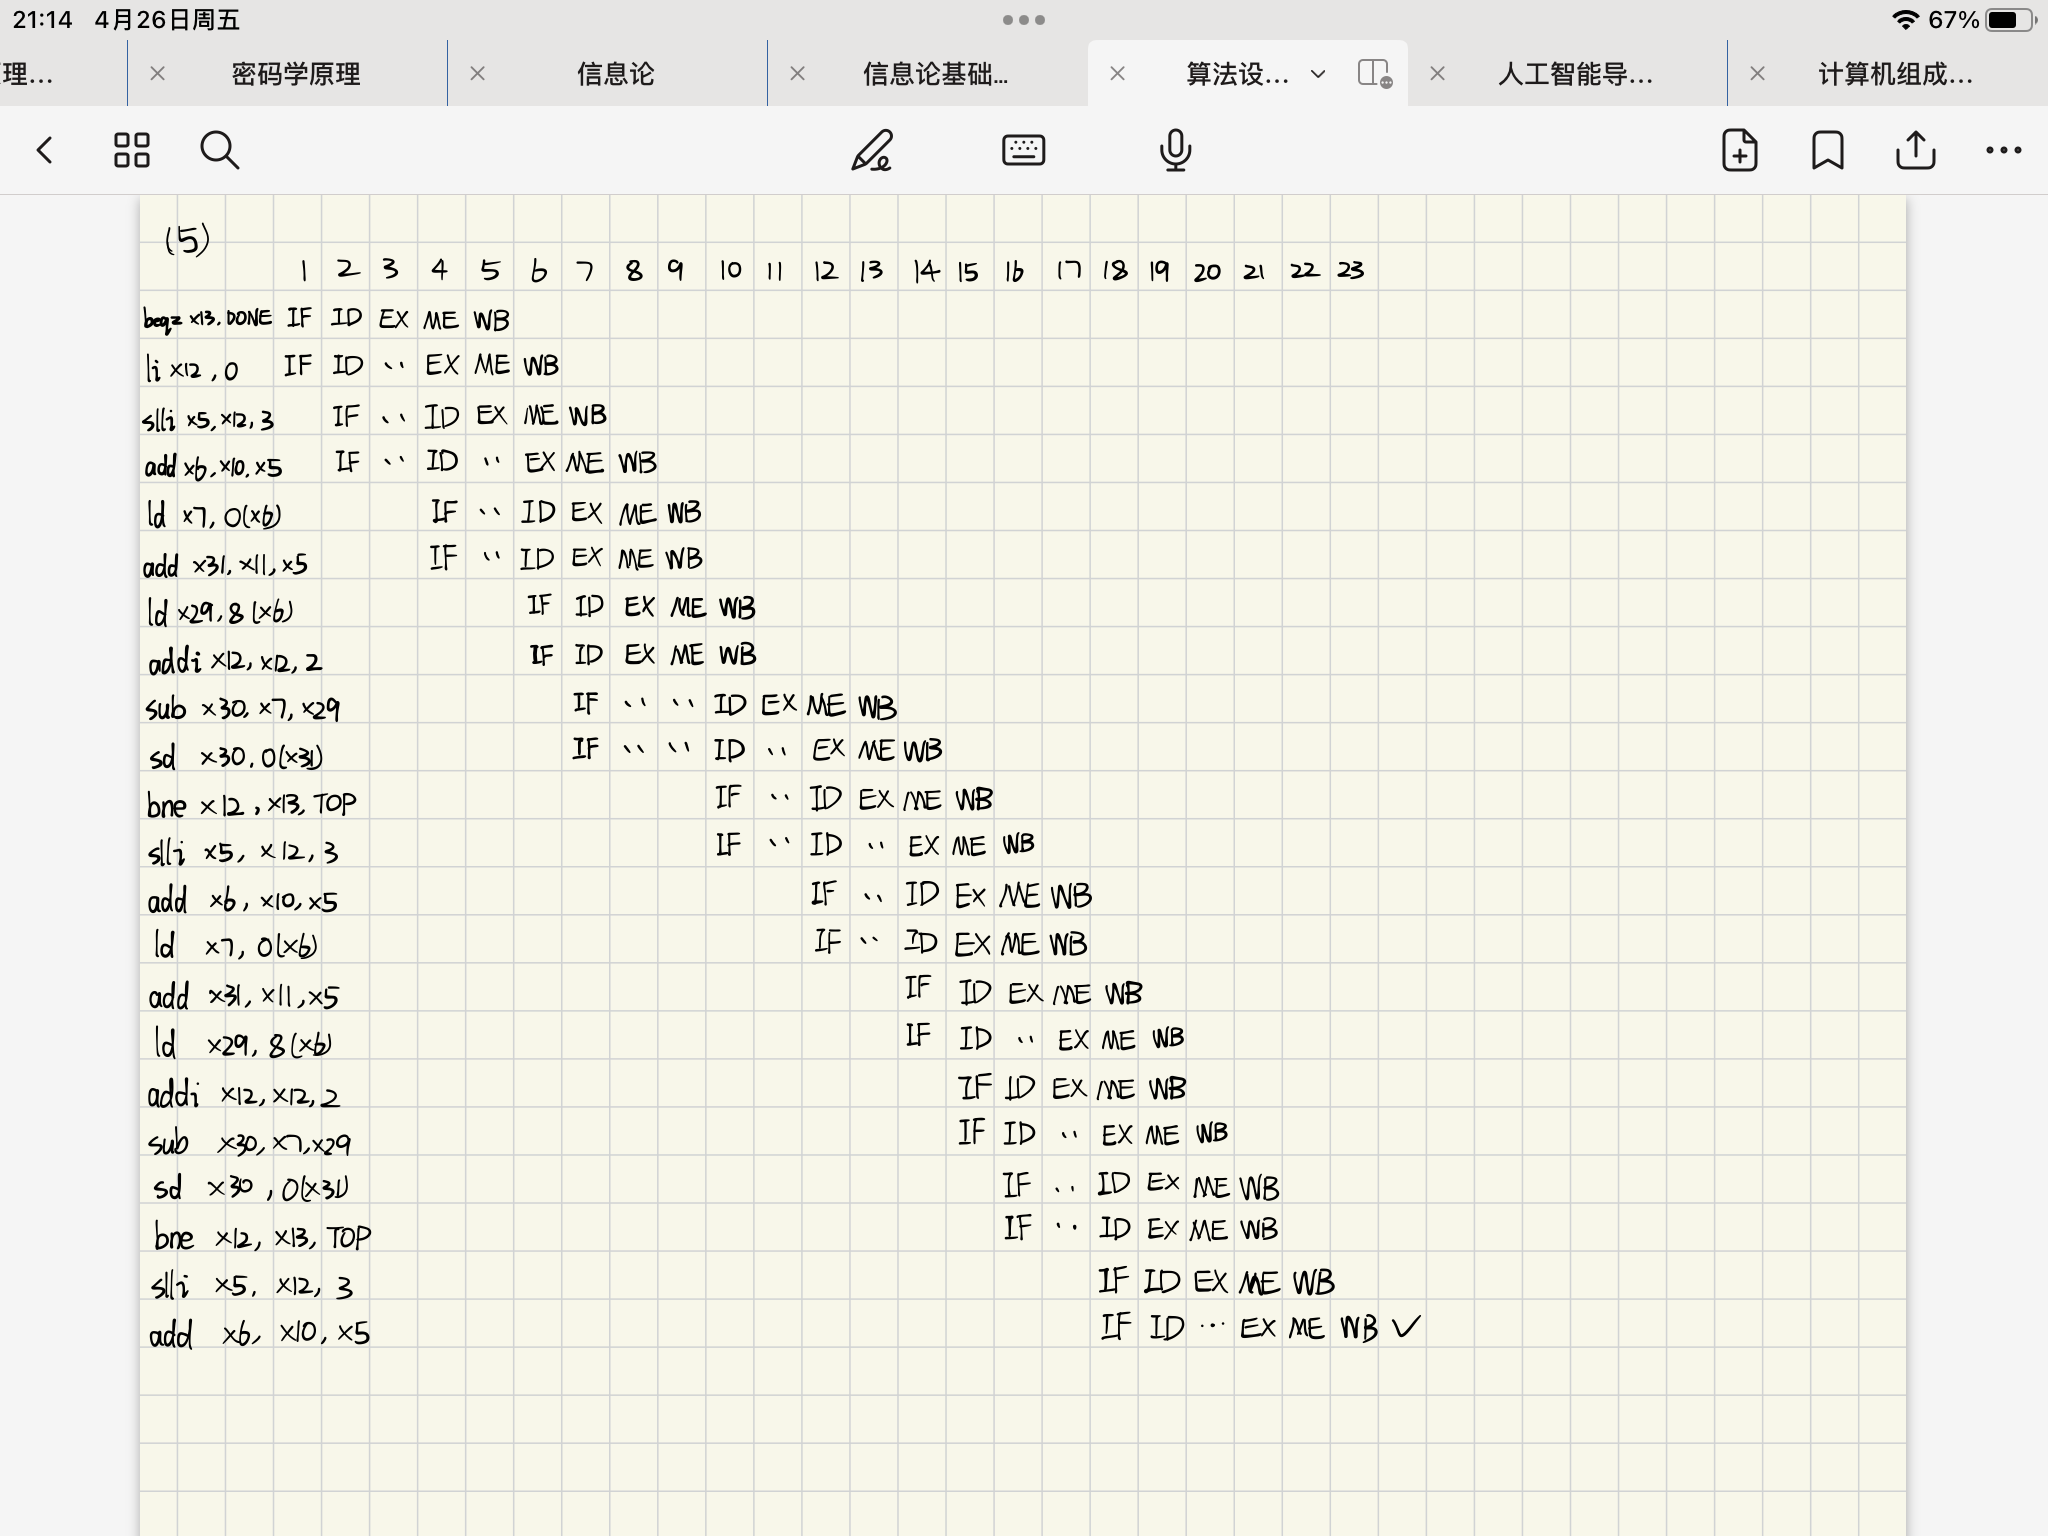 21:14 4月26日周五 67%
理... 密码学原理 信息论 信息论基础... 算法设... 人工智能导... 计算机组成...
(5)
1 2 3 4 5 6 7 8 9 10 11 12 13 14 15 16 17 18 19 20 21 22 23
beqz x13, DONE IF ID EX ME WB
li x12, 0 IF ID ·· EX ME WB
slli x5, x12, 3 IF ·· ID EX ME WB
add x6, x10, x5 IF ·· ID ·· EX ME WB
ld x7, 0(x6) IF ·· ID EX ME WB
add x31, x11, x5 IF ·· ID EX ME WB
ld x29, 8(x6) IF ID EX ME WB
addi x12, x12, 2 IF ID EX ME WB
sub x30, x7, x29 IF ·· ·· ID EX ME WB
sd x30, 0(x31) IF ·· ·· ID ·· EX ME WB
bne x12, x13, TOP IF ·· ID EX ME WB
slli x5, x12, 3 IF ·· ID ·· EX ME WB
add x6, x10, x5 IF ·· ID EX ME WB
ld x7, 0(x6) IF ·· ID EX ME WB
add x31, x11, x5 IF ID EX ME WB
ld x29, 8(x6) IF ID ·· EX ME WB
addi x12, x12, 2 IF ID EX ME WB
sub x30, x7, x29 IF ID ·· EX ME WB
sd x30, 0(x31) IF ·· ID EX ME WB
bne x12, x13, TOP IF ·· ID EX ME WB
slli x5, x12, 3 IF ID EX ME WB
add x6, x10, x5 IF ID ··· EX ME WB ✓